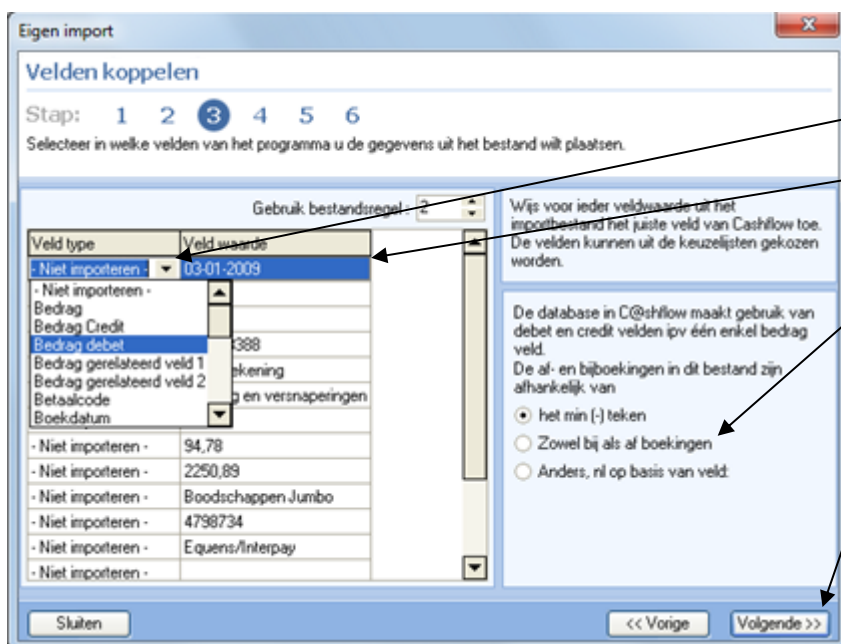 Eigen import
Velden koppelen
Stap: 1 2 3 4 5 6
Selecteer in welke velden van het programma u de gegevens uit het bestand wilt plaatsen.
Gebruik bestandsregel: 2
Veld type Veld waarde
- Niet importeren - 03-01-2009
- Niet importeren -
Bedrag
Bedrag Credit
Bedrag debet
Bedrag gerelateerd veld 1
Bedrag gerelateerd veld 2
Betaalcode
Boekdatum
388
ekening
en versnaperingen
- Niet importeren - 94,78
- Niet importeren - 2250,89
- Niet importeren - Boodschappen Jumbo
- Niet importeren - 4798734
- Niet importeren - Equens/Interpay
- Niet importeren -
Wijs voor ieder veldwaarde uit het
importbestand het juiste veld van Cashflow toe.
De velden kunnen uit de keuzelijsten gekozen
worden.
De database in C@shflow maakt gebruik van
debet en credit velden ipv één enkel bedrag
veld.
De af- en bijboekingen in dit bestand zijn
afhankelijk van
het min (-) teken
Zowel bij als af boekingen
Anders, nl op basis van veld:
Sluiten
<< Vorige
Volgende >>